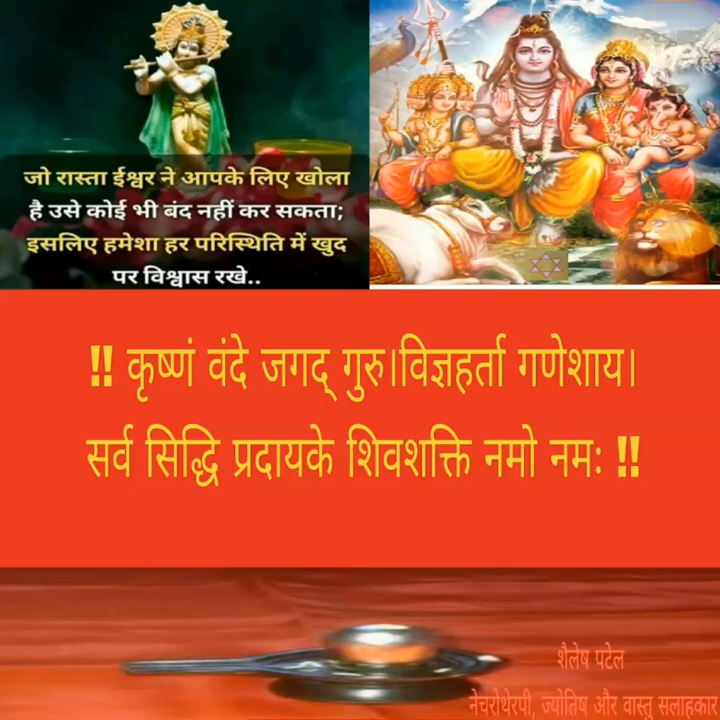 जो रास्ता ईश्वर ने आपके लिए खोला
है उसे कोई भी बंद नहीं कर सकता;
इसलिए हमेशा हर परिस्थिति में खुद
पर विश्वास रखे..
!! कृष्णं वंदे जगद् गुरु।विज्ञहर्ता गणेशाय।
सर्व सिद्धि प्रदायके शिवशक्ति नमो नमः !!
शैलेष पटेल
नेचरोथेरपी, ज्योतिष और वास्तु सलाहकार